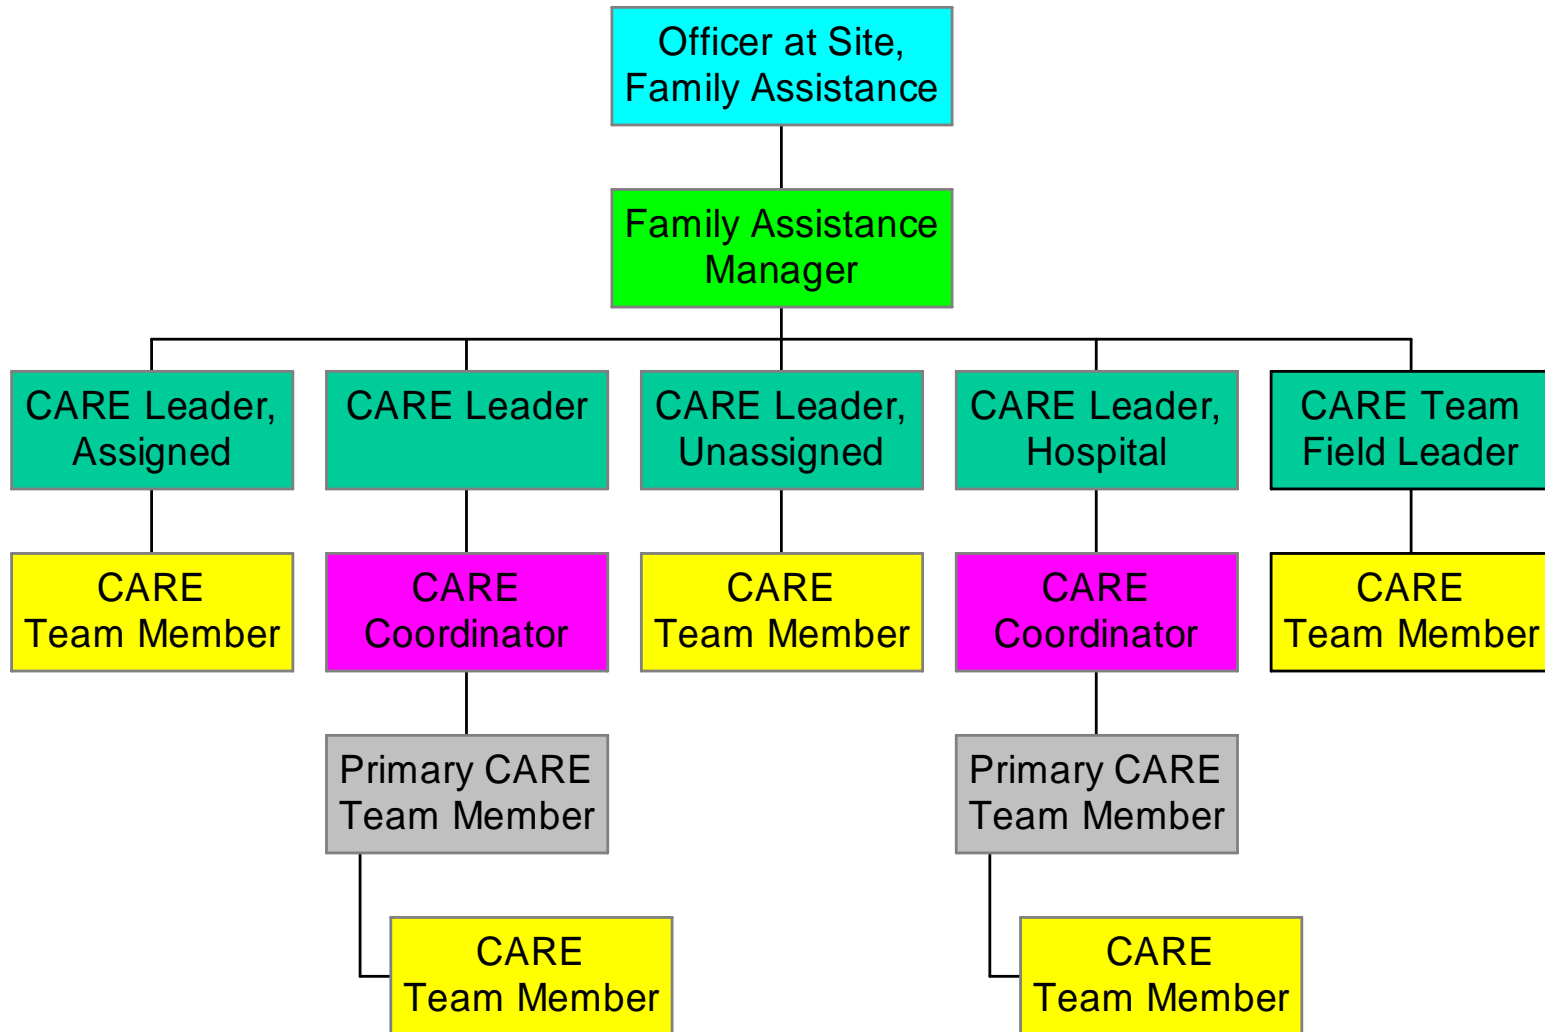 Officer at Site,
Family Assistance
Family Assistance
Manager
CARE Leader,
Assigned
CARE Leader
CARE Leader,
Unassigned
CARE Leader,
Hospital
CARE Team
Field Leader
CARE
Team Member
CARE
Coordinator
CARE
Team Member
CARE
Coordinator
CARE
Team Member
Primary CARE
Team Member
Primary CARE
Team Member
CARE
Team Member
CARE
Team Member